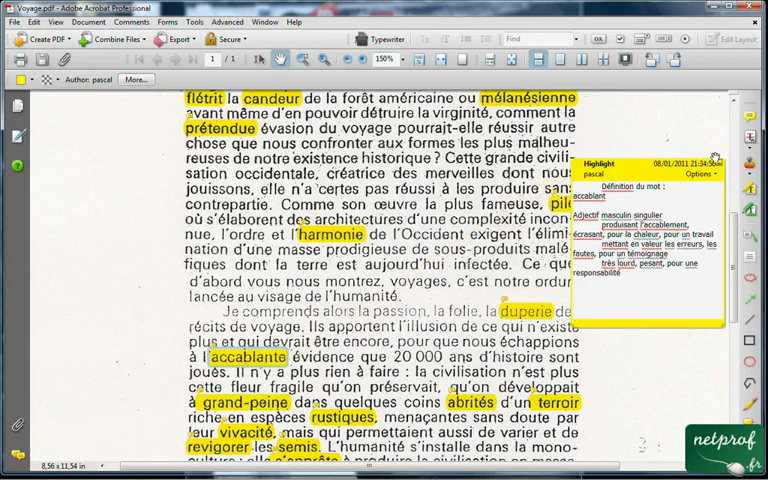 Voyage.pdf - Adobe Acrobat Professional
File Edit View Document Comments Forms Tools Advanced Window Help
Create PDF Combine Files Export Secure Typewriter Find OK Edit Layout
1 / 1 150%
Author: pascal More...
flétrit la candeur de la forêt américaine ou mélanésienne
avant même d'en pouvoir détruire la virginité, comment la
prétendue évasion du voyage pourrait-elle réussir autre
chose que nous confronter aux formes les plus malheu-
reuses de notre existence historique ? Cette grande civili-
sation occidentale, créatrice des merveilles dont nous
jouissons, elle n'a certes pas réussi à les produire sans
contrepartie. Comme son œuvre la plus fameuse, pile
où s'élaborent des architectures d'une complexité incon-
nue, l'ordre et l'harmonie de l'Occident exigent l'élimi-
nation d'une masse prodigieuse de sous-produits malé-
fiques dont la terre est aujourd'hui infectée. Ce que
d'abord vous nous montrez, voyages, c'est notre ordur
lancée au visage de l'humanité.
Je comprends alors la passion, la folie, la duperie des
récits de voyage. Ils apportent l'illusion de ce qui n'existe
plus et qui devrait être encore, pour que nous échappions
à l'accablante évidence que 20 000 ans d'histoire sont
joués. Il n'y a plus rien à faire : la civilisation n'est plus
cette fleur fragile qu'on préservait, qu'on développait
à grand-peine dans quelques coins abrités d'un terroir
riche en espèces rustiques, menaçantes sans doute par
leur vivacité, mais qui permettaient aussi de varier et de
revigorer les semis. L'humanité s'installe dans la mono-
culture ; elle s'apprête à produire la civilisation en masse,
Highlight 08/01/2011 21:34:56
pascal Options
Définition du mot :
accablant
Adjectif masculin singulier
produisant l'accablement,
écrasant, pour la chaleur, pour un travail
mettant en valeur les erreurs, les
fautes, pour un témoignage
très lourd, pesant, pour une
responsabilité
8,56 x 11,54 in
netprof
.fr